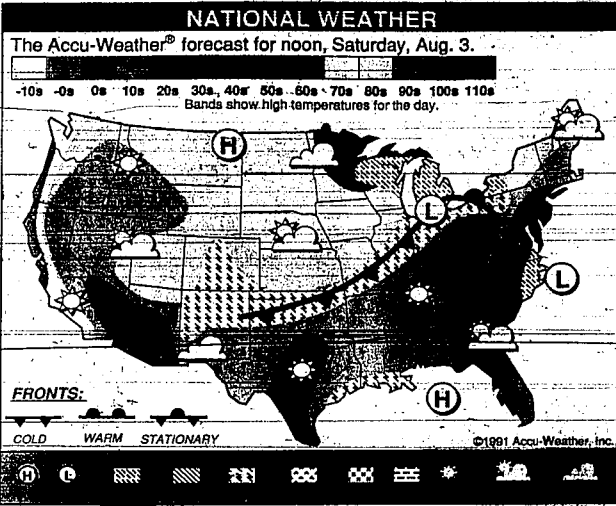 NATIONAL WEATHER
The Accu-Weather® forecast for noon, Saturday, Aug. 3.
-10s -0s 0s 10s 20s 30s 40s 50s 60s 70s 80s 90s 100s 110s
Bands show high temperatures for the day.
H
L
L
H
FRONTS:
COLD WARM STATIONARY
©1991 Accu-Weather, Inc.
H L